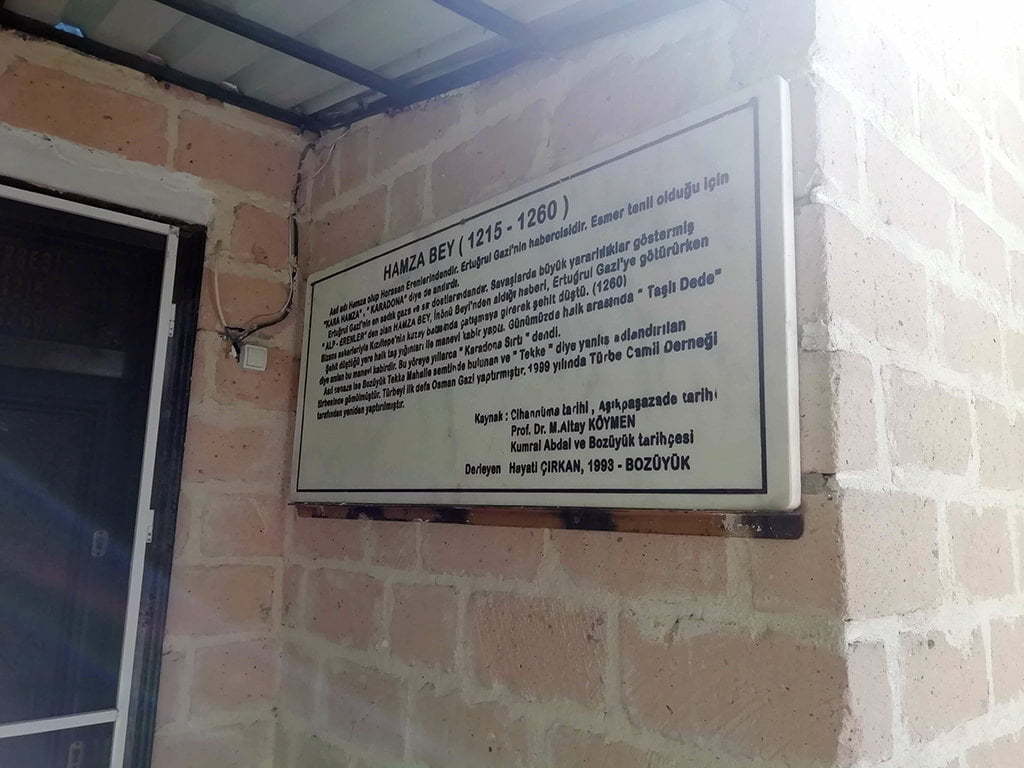 HAMZA BEY ( 1215 - 1260 )
Asıl adı Hamza olup Horasan Erenlerindendir. Ertuğrul Gazi'nin habercisidir. Esmer tenli olduğu için
"KARA HAMZA" , " KARADONA" diye de anılırdı.
Ertuğrul Gazi'nin en sadık gaza ve sır dostlarındandır. Savaşlarda büyük yararlılıklar göstermiş
" ALP - ERENLER" den olan HAMZA BEY, İnönü Beyi'nden aldığı haberi, Ertuğrul Gazi'ye götürürken
Bizans askerleriyle Kızıltepe'nin kuzey batısında çatışmaya girerek şehit düştü. (1260)
Şehit düştüğü yere halk taş yığınları ile manevi kabir yaptı. Günümüzde halk arasında " Taşlı Dede"
diye anılan bu manevi kabirdir. Bu yöreye yıllarca " Karadona Sırtı " dendi.
Asıl cenaze ise Bozüyük Tekke Mahalle semtinde bulunan ve " Tekke " diye yanlış adlandırılan
türbesine gömülmüştür. Türbeyi ilk defa Osman Gazi yaptırmıştır. 1999 yılında Türbe Camii Derneği
tarafından yeniden yaptırılmıştır.
Kaynak : Cihannüma tarihi , Aşıkpaşazade tarihi
Prof. Dr. M.Altay KÖYMEN
Kumral Abdal ve Bozüyük tarihçesi
Derleyen Hayati ÇIRKAN, 1993 - BOZÜYÜK